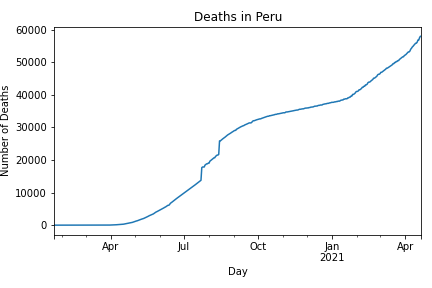 Deaths in Peru
Number of Deaths
60000
50000
40000
30000
20000
10000
0
Apr
Jul
Oct
Jan
2021
Apr
Day